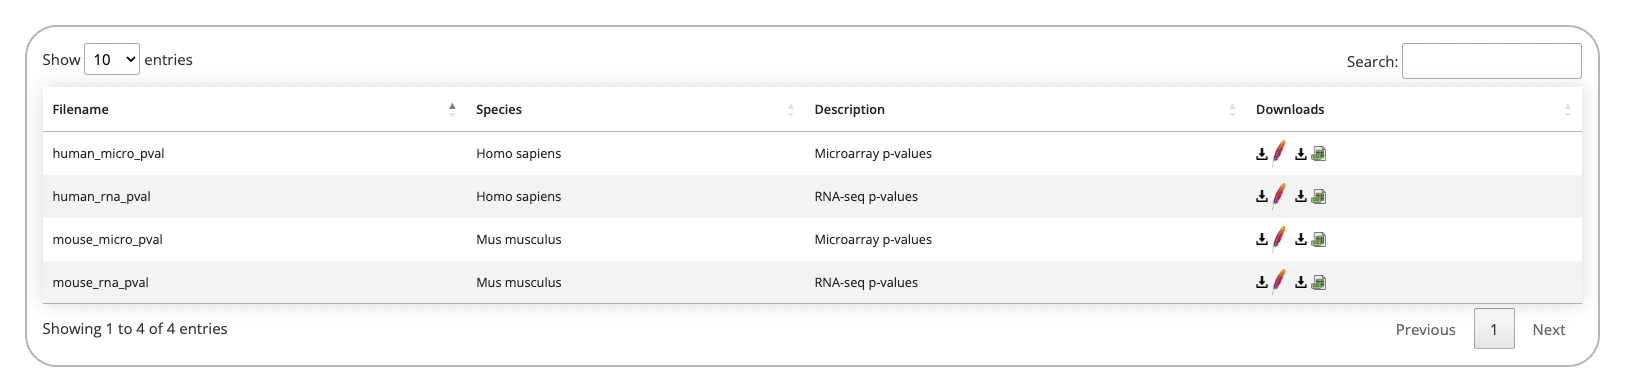 Show 10 entries Search:
Filename Species Description Downloads
human_micro_pval Homo sapiens Microarray p-values
human_rna_pval Homo sapiens RNA-seq p-values
mouse_micro_pval Mus musculus Microarray p-values
mouse_rna_pval Mus musculus RNA-seq p-values
Showing 1 to 4 of 4 entries Previous 1 Next